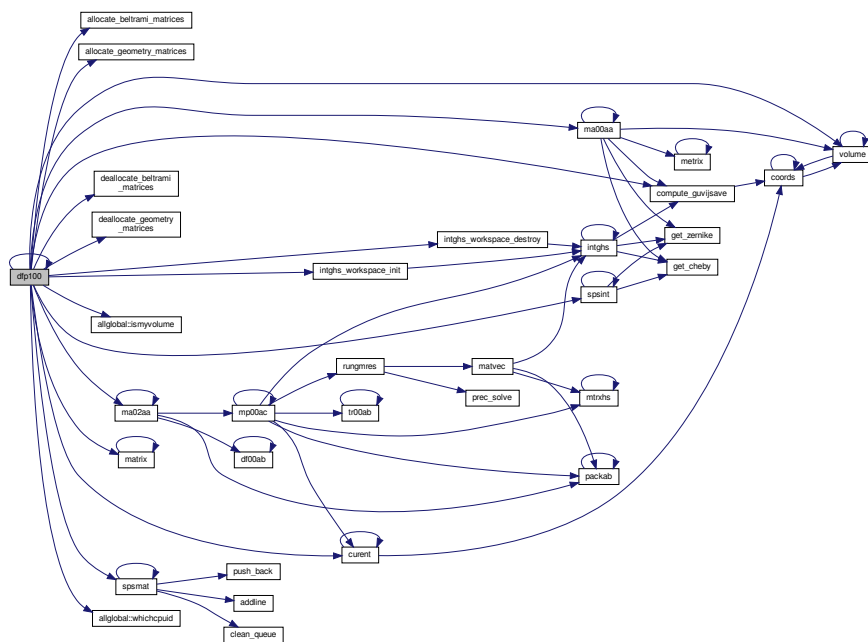 allocate_beltrami_matrices
allocate_geometry_matrices
ma00aa
volume
metrix
coords
deallocate_beltrami
_matrices
compute_guvijsave
deallocate_geometry
_matrices
get_zernike
intghs_workspace_destroy
intghs
dfp100
intghs_workspace_init
get_cheby
spsint
allglobal::ismyvolume
rungmres
matvec
prec_solve
mtrxhs
ma02aa
mp00ac
tr00ab
matrix
df00ab
packab
curent
push_back
spsmat
addline
allglobal::whichcpuid
clean_queue